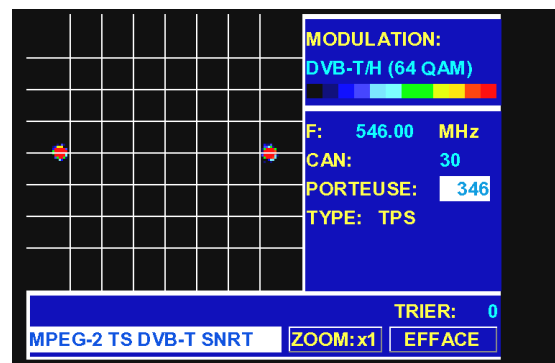 MODULATION:
DVB-T/H (64 QAM)
F: 546.00 MHz
CAN: 30
PORTEUSE: 346
TYPE: TPS
TRIER: 0
MPEG-2 TS DVB-T SNRT ZOOM:x1 EFFACE